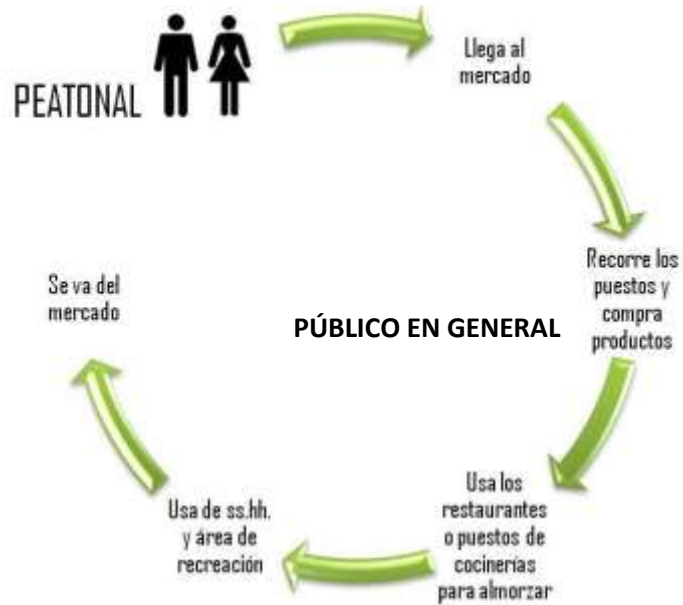 PEATONAL
Llega al
mercado
Recorre los
puestos y
compra
productos
PÚBLICO EN GENERAL
Usa los
restaurantes
o puestos de
cocinerías
para almorzar
Usa de ss.hh.
y área de
recreación
Se va del
mercado